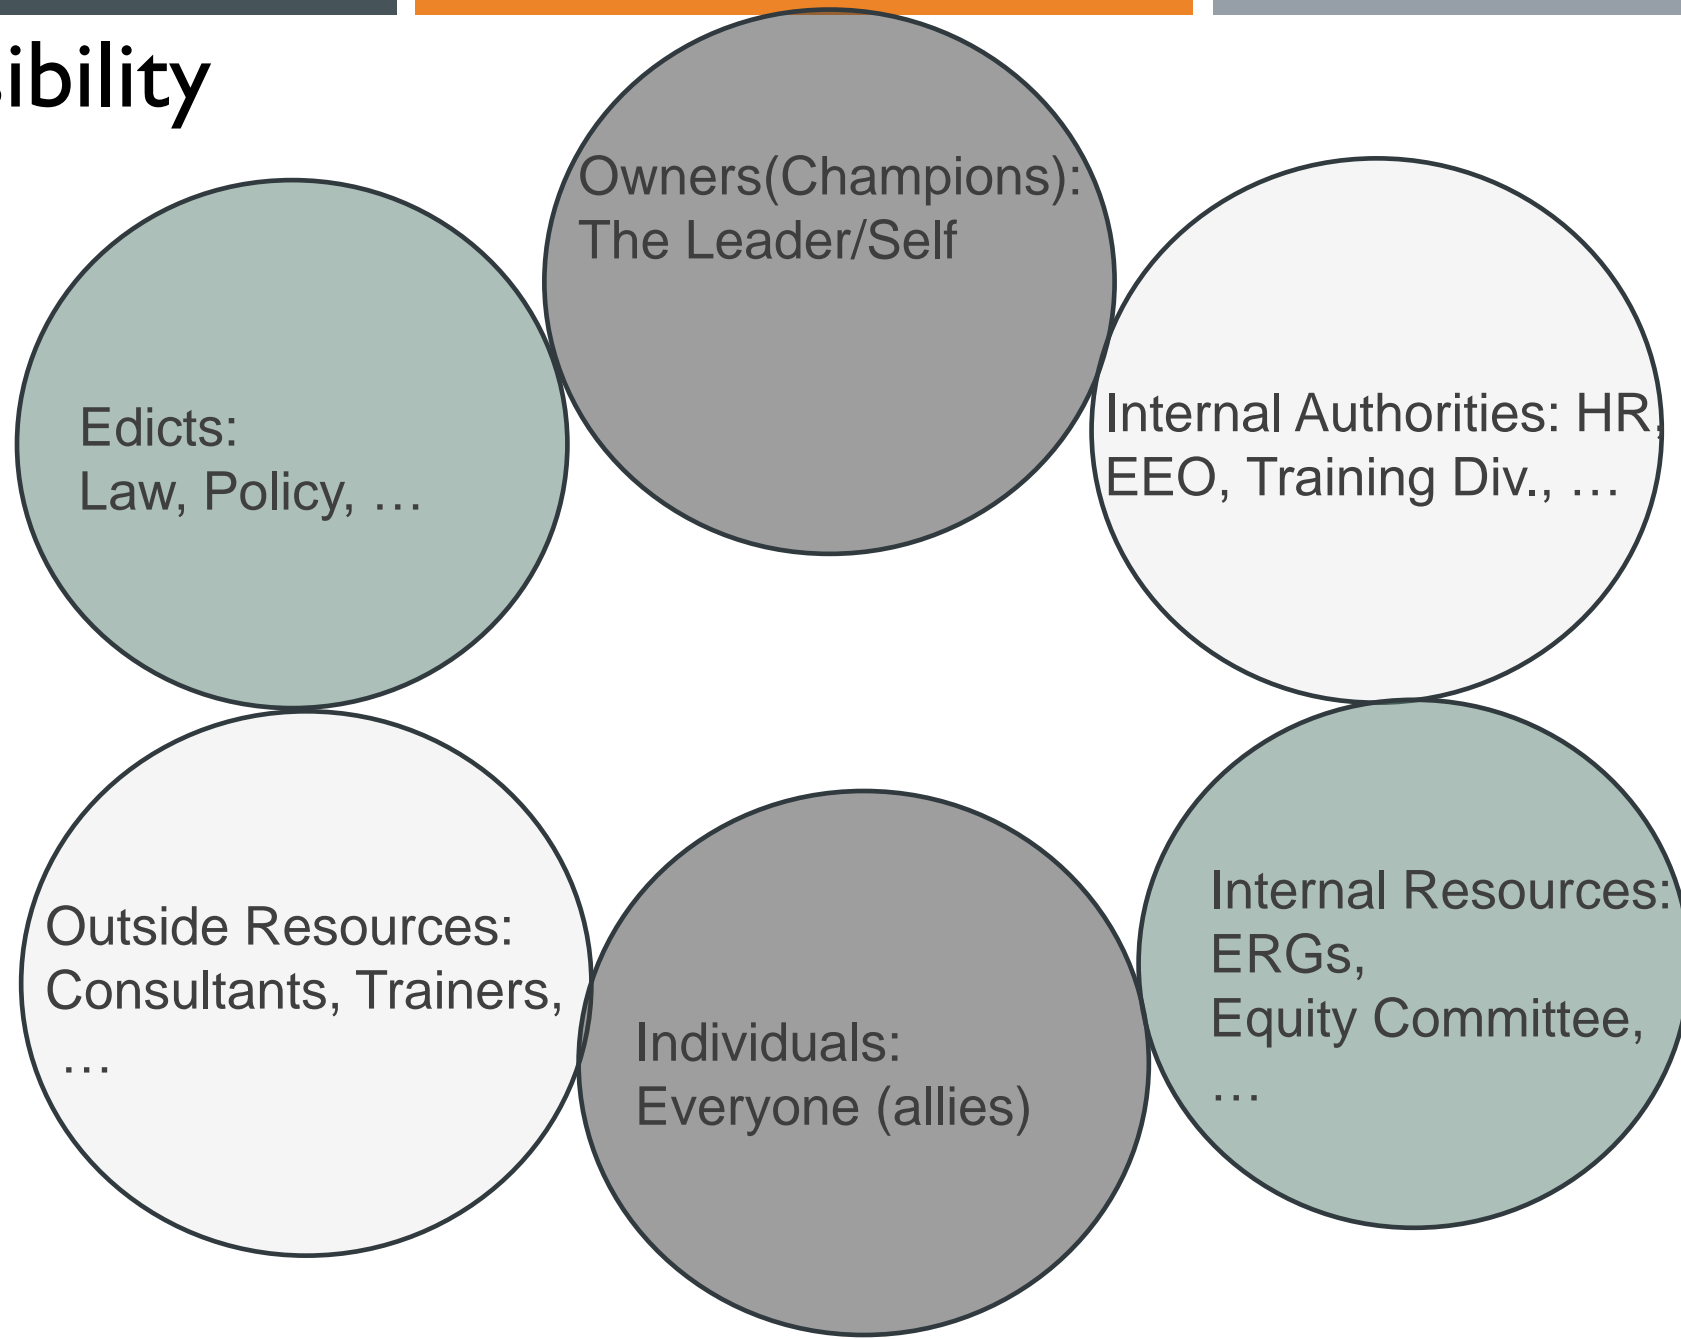 ibility
Owners(Champions):
The Leader/Self
Edicts:
Law, Policy, …
Internal Authorities: HR,
EEO, Training Div., …
Outside Resources:
Consultants, Trainers,
…
Individuals:
Everyone (allies)
Internal Resources:
ERGs,
Equity Committee,
…